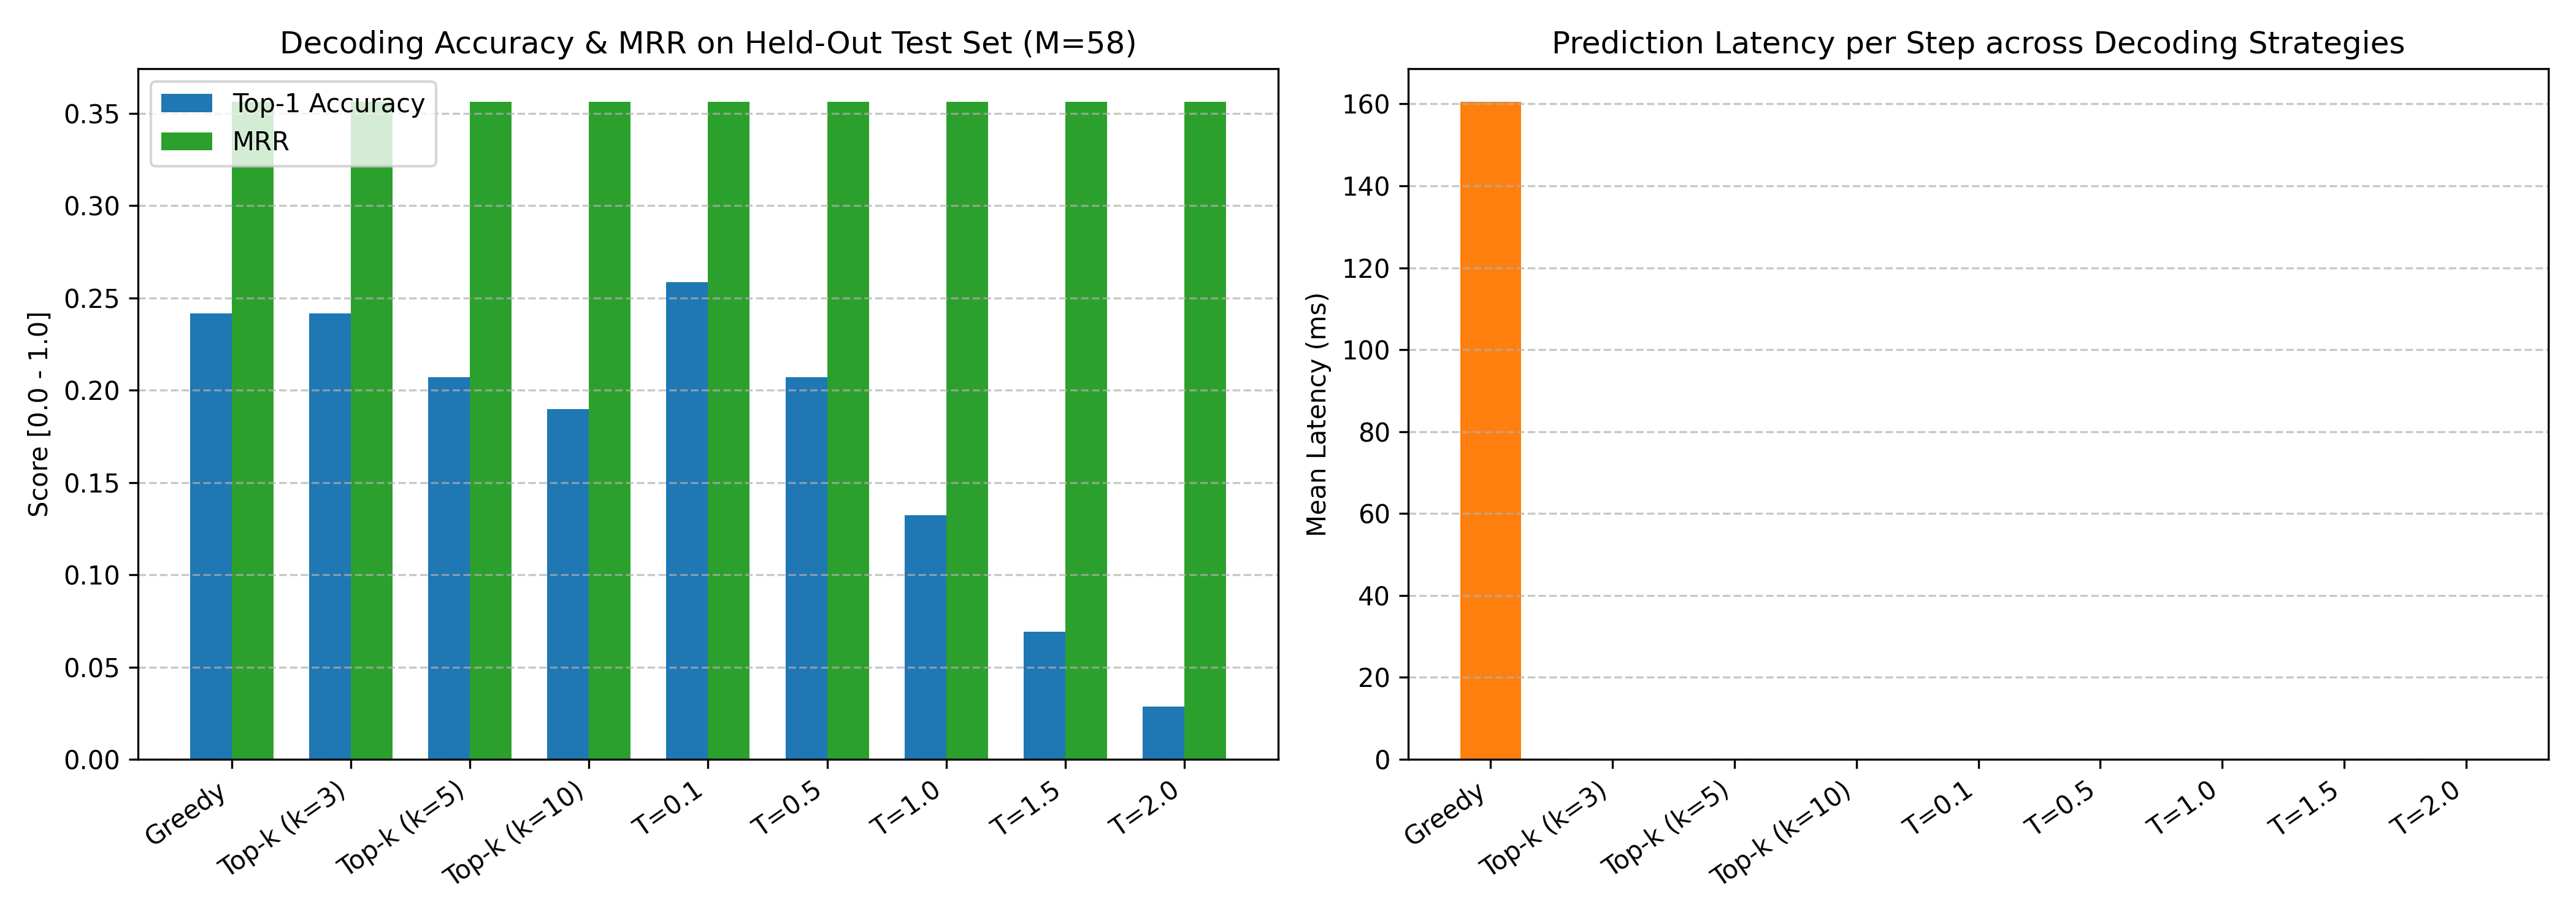 Decoding Accuracy & MRR on Held-Out Test Set (M=58)
Top-1 Accuracy
MRR
Score [0.0 - 1.0]
0.35
0.30
0.25
0.20
0.15
0.10
0.05
0.00
Greedy
Top-k (k=3)
Top-k (k=5)
Top-k (k=10)
T=0.1
T=0.5
T=1.0
T=1.5
T=2.0
Prediction Latency per Step across Decoding Strategies
Mean Latency (ms)
160
140
120
100
80
60
40
20
0
Greedy
Top-k (k=3)
Top-k (k=5)
Top-k (k=10)
T=0.1
T=0.5
T=1.0
T=1.5
T=2.0